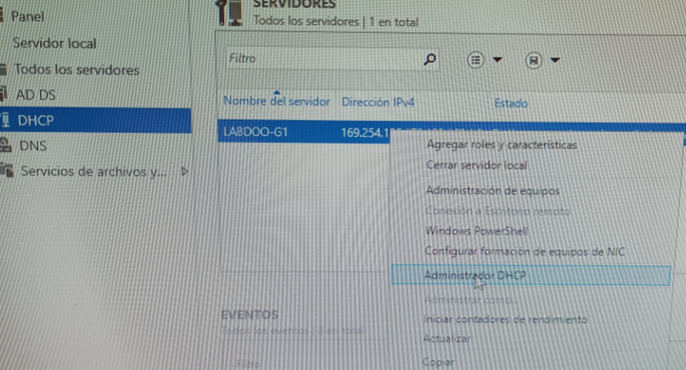 Panel
Servidor local
Todos los servidores
AD DS
DHCP
DNS
Servicios de archivos y...
SERVIDORES
Todos los servidores | 1 en total
Filtro
Nombre del servidor Dirección IPv4 Estado
LABDOO-G1 169.254.1
Agregar roles y características
Cerrar servidor local
Administración de equipos
Conexión a Escritorio remoto
Windows PowerShell
Configurar formación de equipos de NIC
Administrador DHCP
Administrar como...
Iniciar contadores de rendimiento
Actualizar
Copiar
EVENTOS
Todos los eventos | en total
Filtro